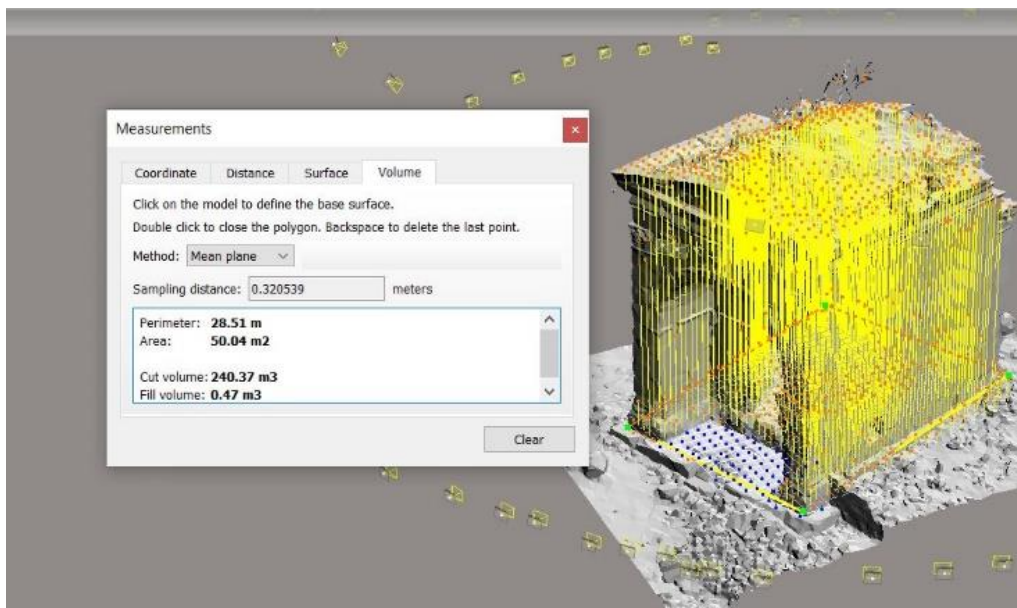 Measurements
Coordinate Distance Surface Volume
Click on the model to define the base surface.
Double click to close the polygon. Backspace to delete the last point.
Method: Mean plane
Sampling distance: 0.320539 meters
Perimeter: 28.51 m
Area: 50.04 m2
Cut volume: 240.37 m3
Fill volume: 0.47 m3
Clear